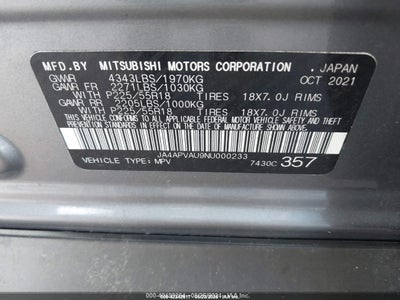 MFD.BY MITSUBISHI MOTORS CORPORATION, JAPAN
GVWR 4343LBS/1970KG OCT 2021
GAWR FR 2271LBS/1030KG
WITH P225/55R18 TIRES 18X7.0J RIMS
GAWR RR 2205LBS/1000KG
WITH P225/55R18 TIRES 18X7.0J RIMS
THIS VEHICLE CONFORMS TO ALL APPLICABLE FEDERAL
MOTOR VEHICLE SAFETY, BUMPER, AND THEFT PREVENTION
STANDARDS IN EFFECT ON THE DATE OF MANUFACTURE
SHOWN ABOVE.
JA4APVAU9NU000233
VEHICLE TYPE: MPV 7430C 357